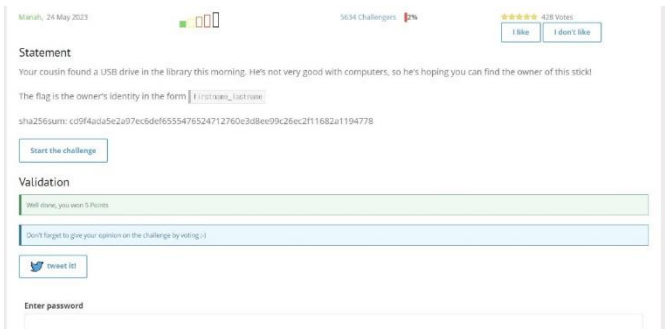 Manah, 24 May 2023
5634 Challengers
2%
428 Votes
I like
I don't like
Statement
Your cousin found a USB drive in the library this morning. He's not very good with computers, so he's hoping you can find the owner of this stick!
The flag is the owner's identity in the form firstname_lastname
sha256sum: cd9f4ada5e2a97ec6def6555476524712760e3d8ee99c26ec2f11682a1194778
Start the challenge
Validation
Well done, you won 5 Points
Don't forget to give your opinion on the challenge by voting ;-)
tweet it!
Enter password